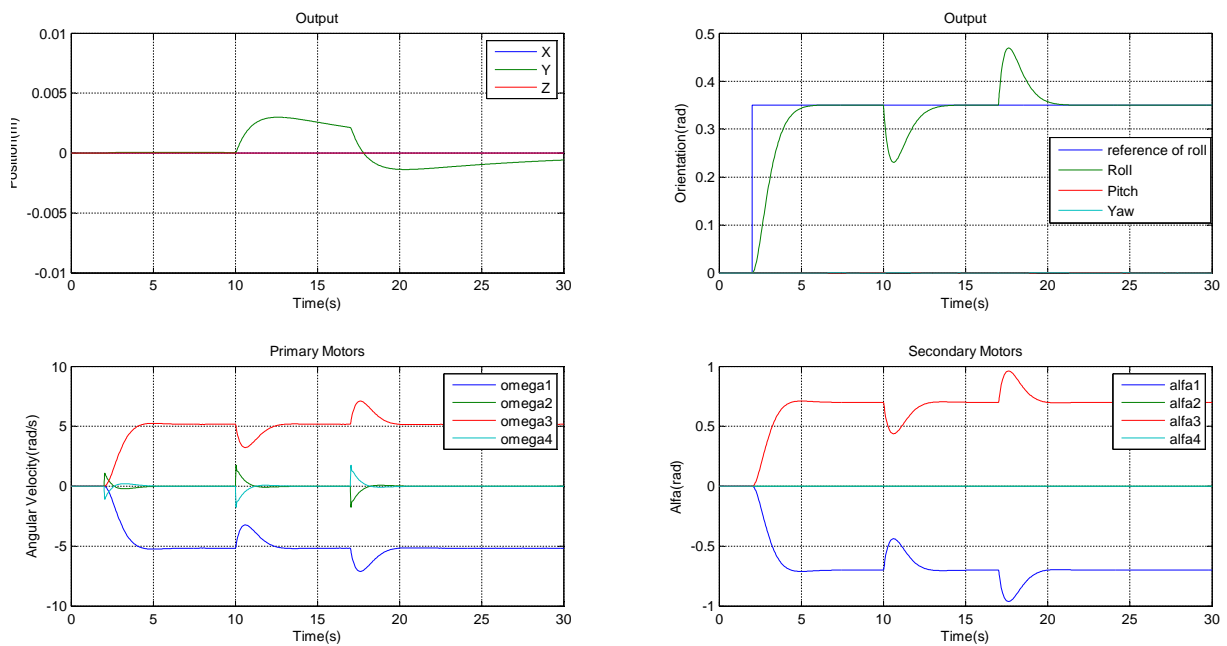 Output
0.01
0.005
0
-0.005
-0.01
Position(m)
X
Y
Z
0 5 10 15 20 25 30
Time(s)
Output
0.5
0.4
0.3
0.2
0.1
0
Orientation(rad)
reference of roll
Roll
Pitch
Yaw
0 5 10 15 20 25 30
Time(s)
Primary Motors
10
5
0
-5
-10
Angular Velocity(rad/s)
omega1
omega2
omega3
omega4
0 5 10 15 20 25 30
Time(s)
Secondary Motors
1
0.5
0
-0.5
-1
Alfa(rad)
alfa1
alfa2
alfa3
alfa4
0 5 10 15 20 25 30
Time(s)